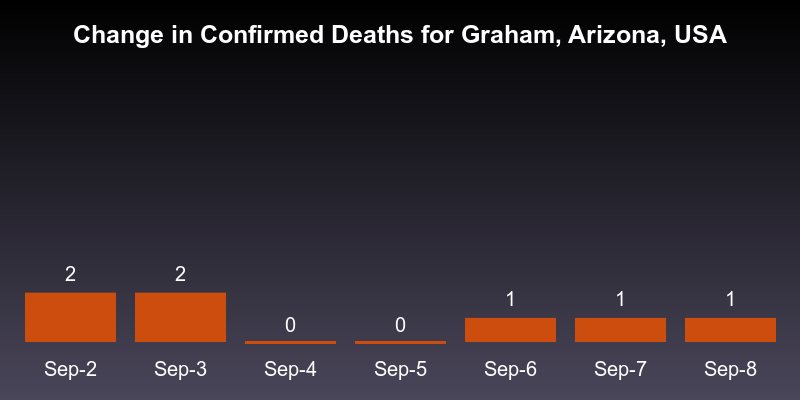 Change in Confirmed Deaths for Graham, Arizona, USA
2 2 0 0 1 1 1
Sep-2 Sep-3 Sep-4 Sep-5 Sep-6 Sep-7 Sep-8